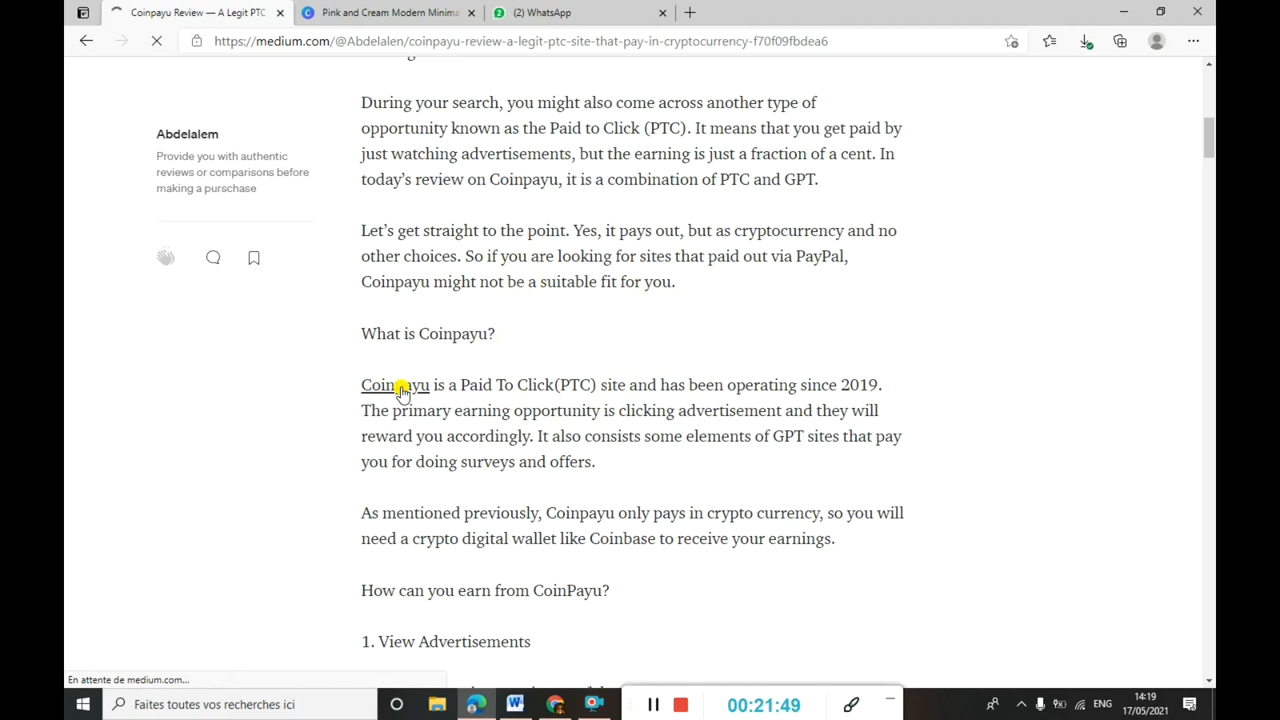 Coinpayu Review — A Legit PTC
Pink and Cream Modern Minima
(2) WhatsApp
https://medium.com/@Abdelalen/coinpayu-review-a-legit-ptc-site-that-pay-in-cryptocurrency-f70f09fbdea6
During your search, you might also come across another type of
opportunity known as the Paid to Click (PTC). It means that you get paid by
just watching advertisements, but the earning is just a fraction of a cent. In
today's review on Coinpayu, it is a combination of PTC and GPT.
Abdelalem
Provide you with authentic
reviews or comparisons before
making a purschase
Let's get straight to the point. Yes, it pays out, but as cryptocurrency and no
other choices. So if you are looking for sites that paid out via PayPal,
Coinpayu might not be a suitable fit for you.
What is Coinpayu?
Coinpayu is a Paid To Click(PTC) site and has been operating since 2019.
The primary earning opportunity is clicking advertisement and they will
reward you accordingly. It also consists some elements of GPT sites that pay
you for doing surveys and offers.
As mentioned previously, Coinpayu only pays in crypto currency, so you will
need a crypto digital wallet like Coinbase to receive your earnings.
How can you earn from CoinPayu?
1. View Advertisements
En attente de medium.com...
Faites toutes vos recherches ici
00:21:49
ENG
14:19
17/05/2021